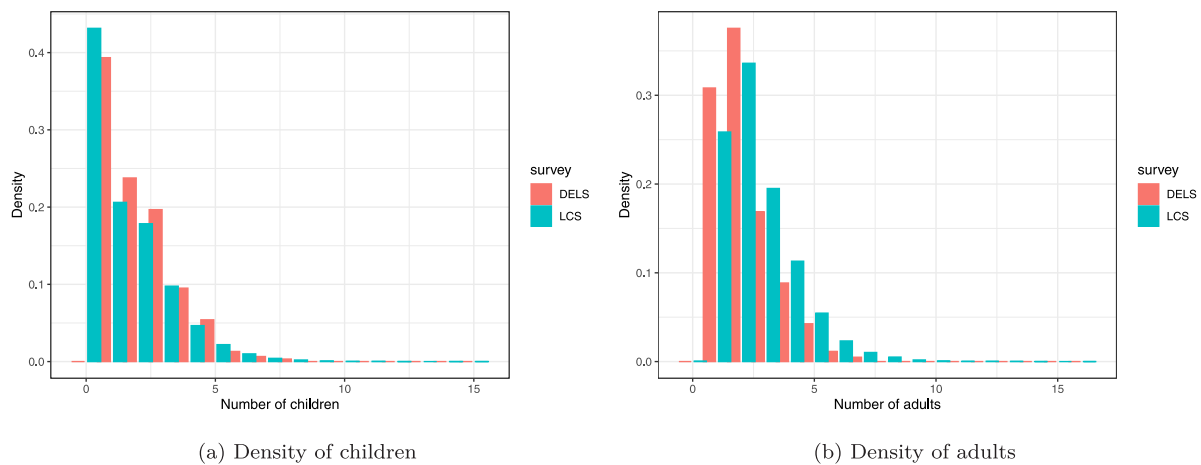 0.4
0.3
0.2
0.1
0.0
Density
0
5
10
15
Number of children
survey
DELS
LCS
(a) Density of children
0.3
0.2
0.1
0.0
Density
0
5
10
15
Number of adults
survey
DELS
LCS
(b) Density of adults